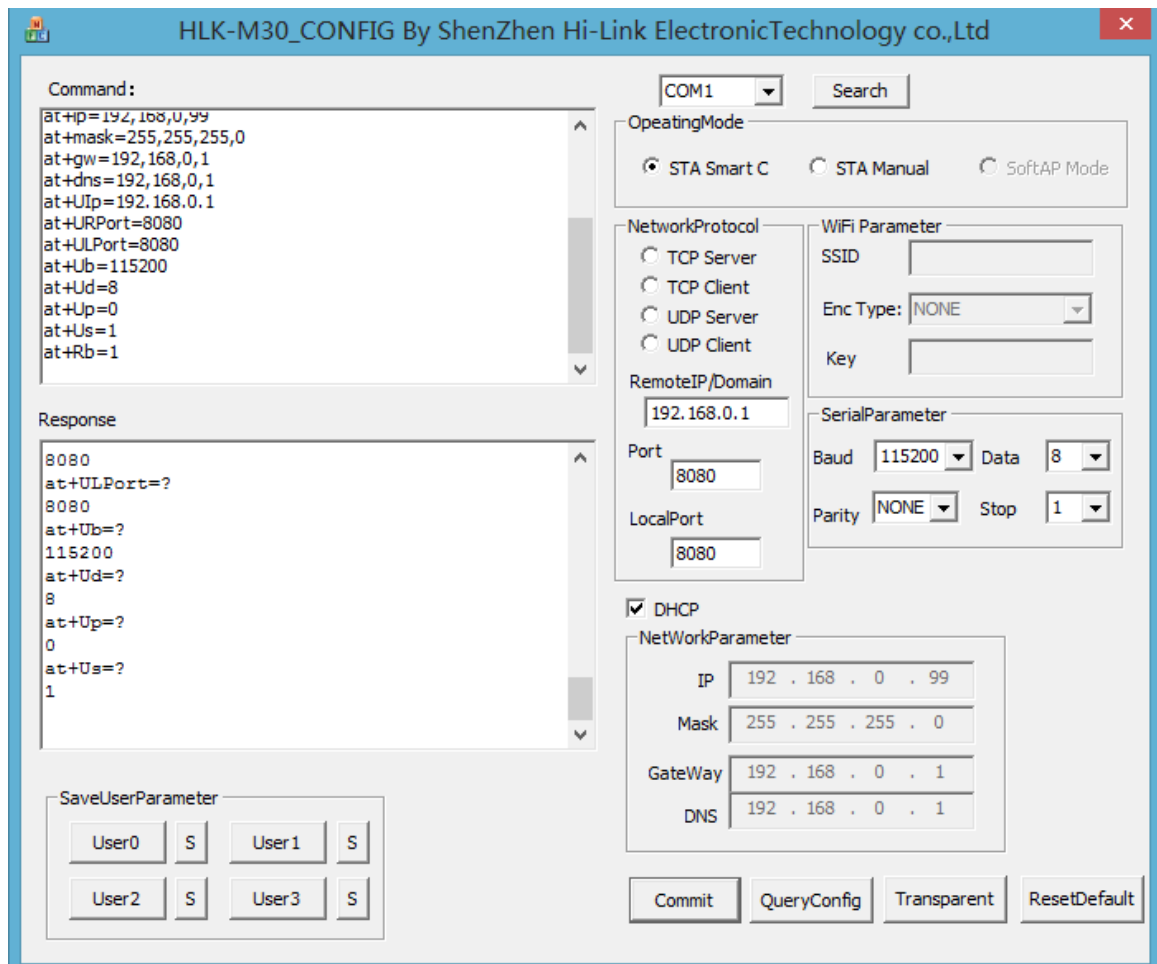 HLK-M30_CONFIG By ShenZhen Hi-Link ElectronicTechnology co.,Ltd
Command:
at+ip=192,168,0,99
at+mask=255,255,255,0
at+gw=192,168,0,1
at+dns=192,168,0,1
at+UIp=192.168.0.1
at+URPort=8080
at+ULPort=8080
at+Ub=115200
at+Ud=8
at+Up=0
at+Us=1
at+Rb=1
Response
8080
at+ULPort=?
8080
at+Ub=?
115200
at+Ud=?
8
at+Up=?
0
at+Us=?
1
SaveUserParameter
User0 S User1 S
User2 S User3 S
COM1 Search
OpeatingMode
STA Smart C STA Manual SoftAP Mode
NetworkProtocol
TCP Server
TCP Client
UDP Server
UDP Client
RemoteIP/Domain
192.168.0.1
Port
8080
LocalPort
8080
WiFi Parameter
SSID
Enc Type: NONE
Key
SerialParameter
Baud 115200 Data 8
Parity NONE Stop 1
DHCP
NetWorkParameter
IP 192 . 168 . 0 . 99
Mask 255 . 255 . 255 . 0
GateWay 192 . 168 . 0 . 1
DNS 192 . 168 . 0 . 1
Commit QueryConfig Transparent ResetDefault